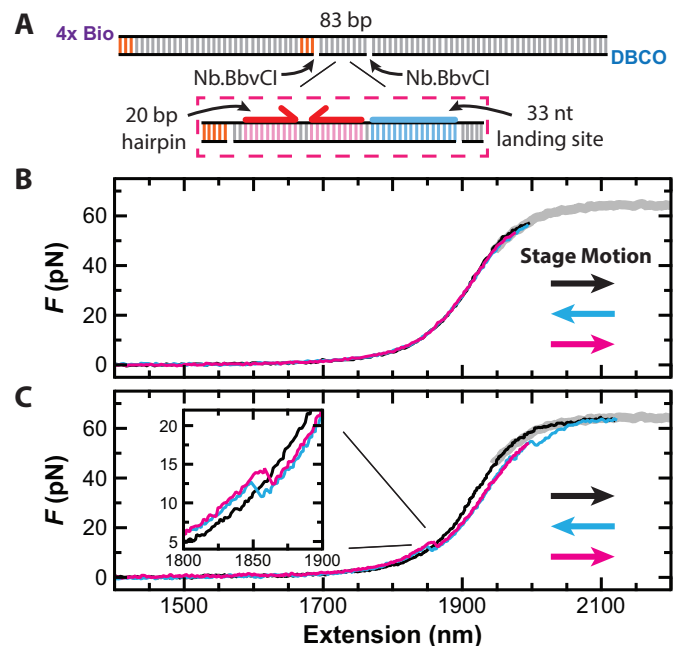 A
83 bp
4x Bio
DBCO
Nb.BbvCI
Nb.BbvCI
20 bp
hairpin
33 nt
landing site
B
60
40
20
0
F (pN)
Stage Motion
C
60
40
20
0
F (pN)
20
15
10
5
1800
1850
1900
1500
1700
1900
2100
Extension (nm)